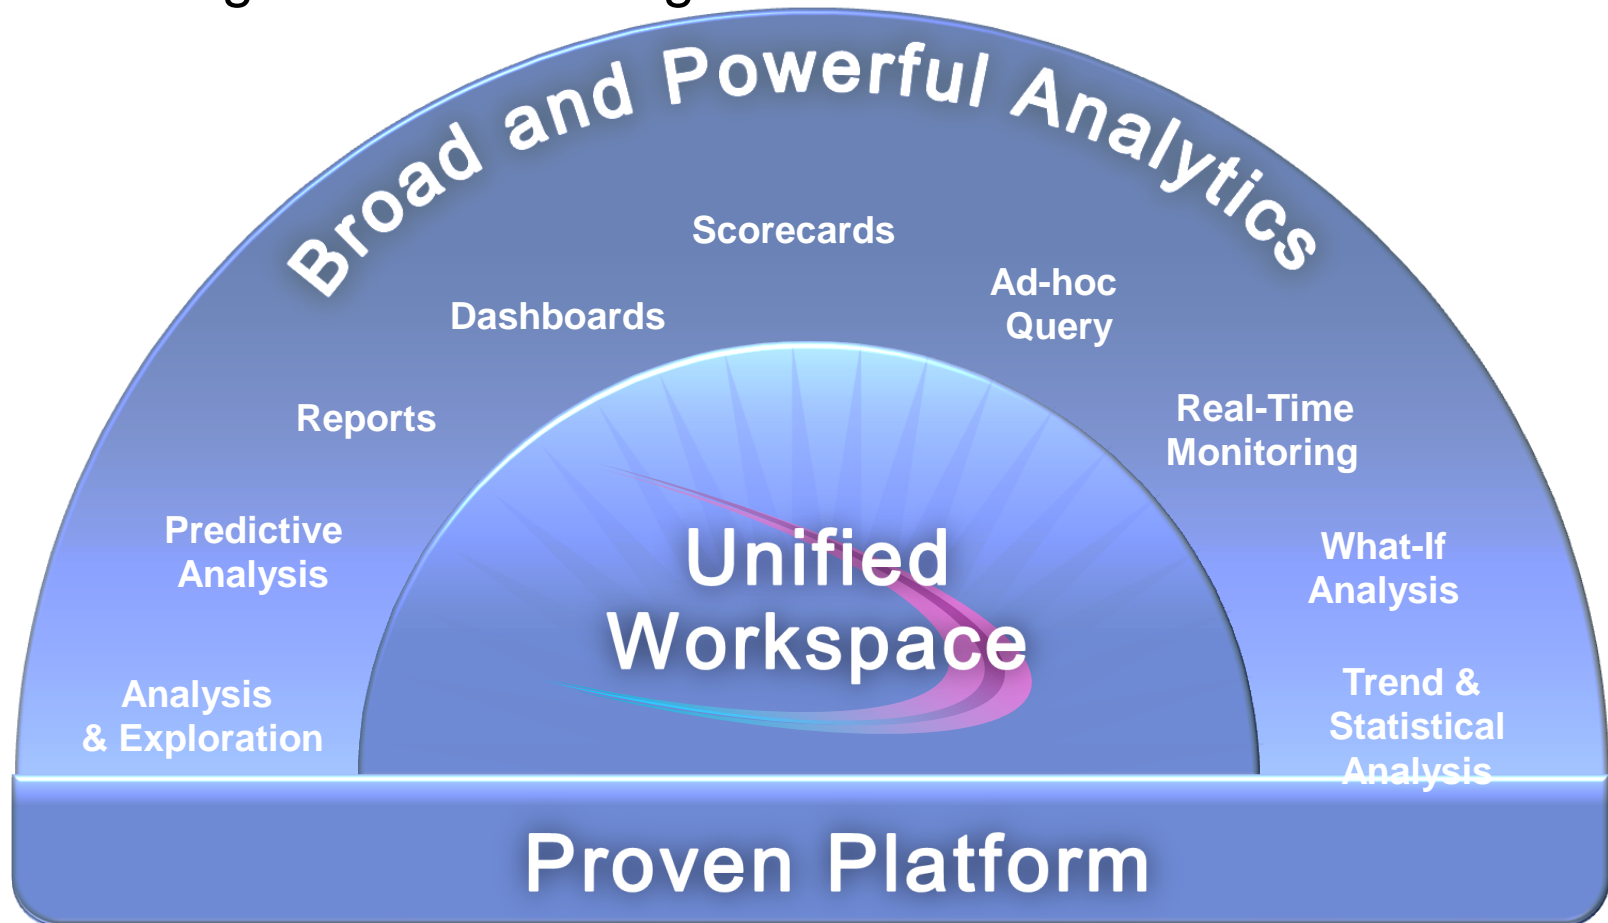 Broad and Powerful Analytics
Scorecards
Ad-hoc
Query
Dashboards
Reports
Real-Time
Monitoring
Predictive
Analysis
What-If
Analysis
Analysis
& Exploration
Trend &
Statistical
Analysis
Unified
Workspace
Proven Platform